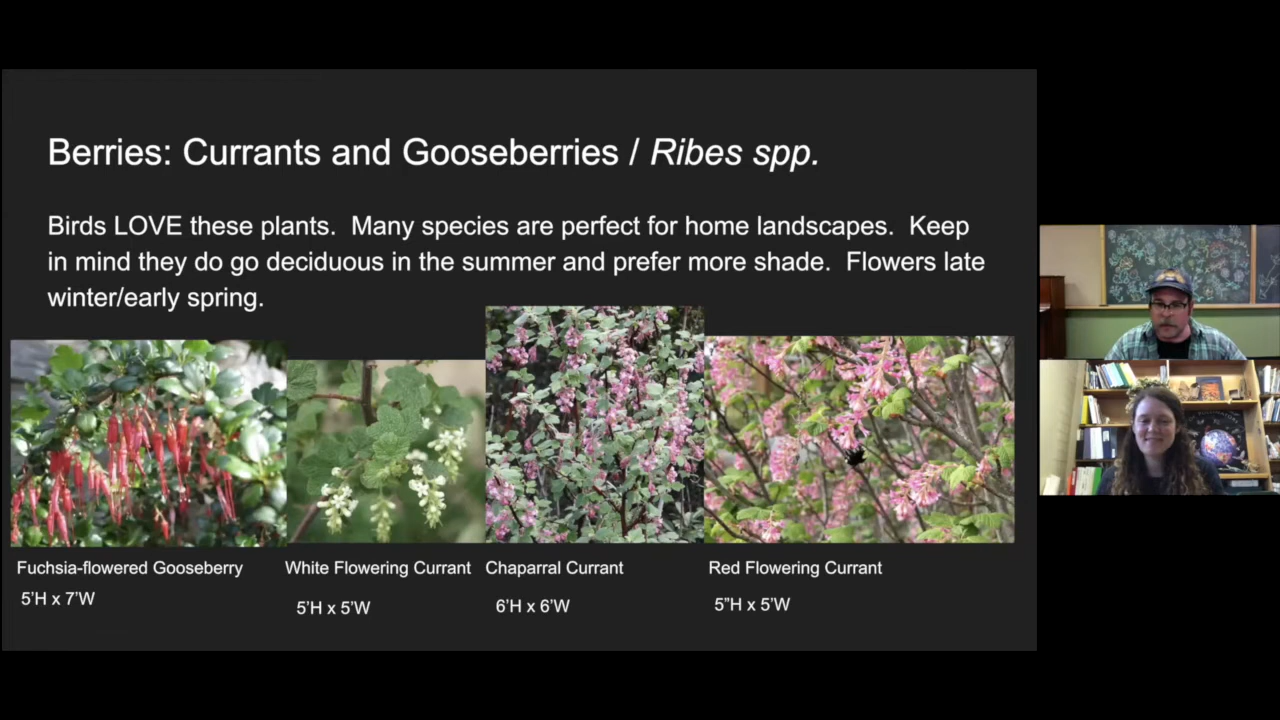 Berries: Currants and Gooseberries / Ribes spp.
Birds LOVE these plants.  Many species are perfect for home landscapes.  Keep
in mind they do go deciduous in the summer and prefer more shade.  Flowers late
winter/early spring.
Fuchsia-flowered Gooseberry
5’H x 7’W
White Flowering Currant
5’H x 5’W
Chaparral Currant
6’H x 6’W
Red Flowering Currant
5”H x 5’W